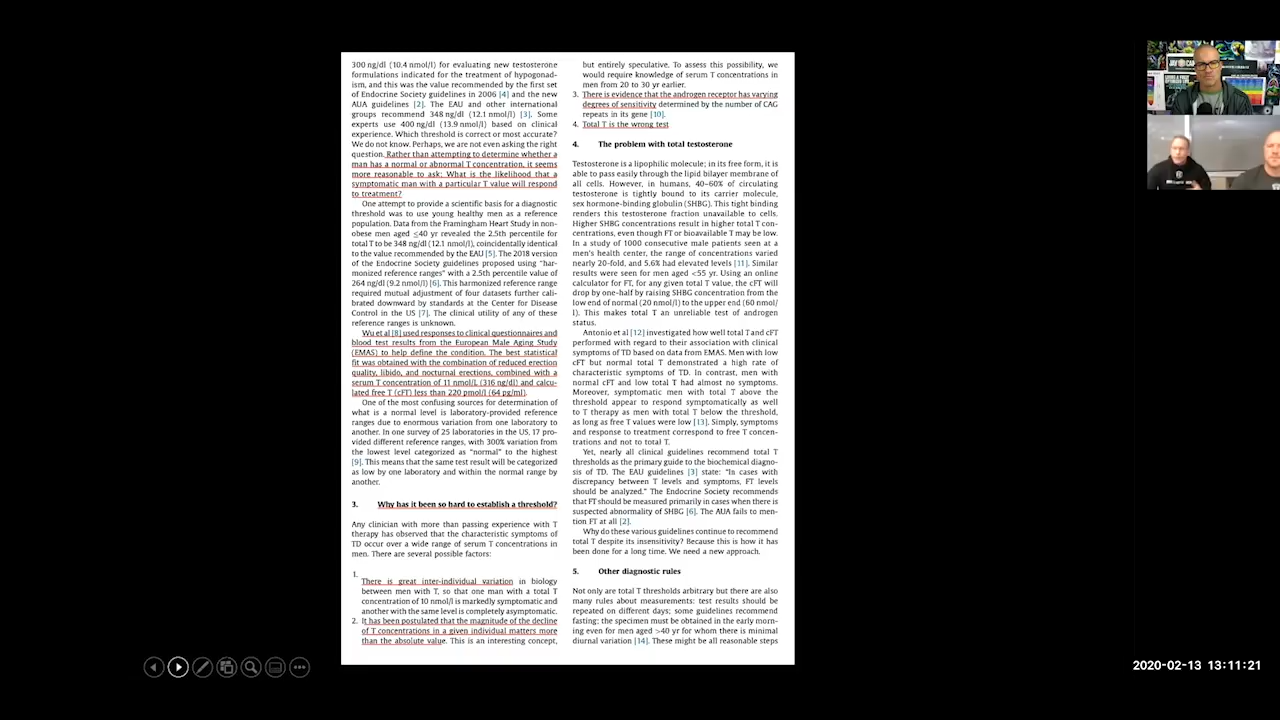 300 ng/dl (10.4 nmol/l) for evaluating new testosterone
formulations indicated for the treatment of hypogonad-
ism, and this was the value recommended by the first set
of Endocrine Society guidelines in 2006 [4] and the new
AUA guidelines [2]. The EAU and other international
groups recommend 348 ng/dl (12.1 nmol/l) [3]. Some
experts use 400 ng/dl (13.9 nmol/l) based on clinical
experience. Which threshold is correct or most accurate?
We do not know. Perhaps, we are not even asking the right
question. Rather than attempting to determine whether a
man has a normal or abnormal T concentration, it seems
more reasonable to ask: What is the likelihood that a
symptomatic man with a particular T value will respond
to treatment?
One attempt to provide a scientific basis for a diagnostic
threshold was to use young healthy men as a reference
population. Data from the Framingham Heart Study in non-
obese men aged ≤40 yr revealed the 2.5th percentile for
total T to be 348 ng/dl (12.1 nmol/l), coincidentally identical
to the value recommended by the EAU [5]. The 2018 version
of the Endocrine Society guidelines proposed using "har-
monized reference ranges" with a 2.5th percentile value of
264 ng/dl (9.2 nmol/l) [6]. This harmonized reference range
required mutual adjustment of four datasets further cali-
brated downward by standards at the Center for Disease
Control in the US [7]. The clinical utility of any of these
reference ranges is unknown.
Wu et al [8] used responses to clinical questionnaires and
blood test results from the European Male Aging Study
(EMAS) to help define the condition. The best statistical
fit was obtained with the combination of reduced erection
quality, libido, and nocturnal erections, combined with a
serum T concentration of 11 nmol/L (316 ng/dl) and calcu-
lated free T (cFT) less than 220 pmol/l (64 pg/ml).
One of the most confusing sources for determination of
what is a normal level is laboratory-provided reference
ranges due to enormous variation from one laboratory to
another. In one survey of 25 laboratories in the US, 17 pro-
vided different reference ranges, with 300% variation from
the lowest level categorized as "normal" to the highest
[9]. This means that the same test result will be categorized
as low by one laboratory and within the normal range by
another.
3. Why has it been so hard to establish a threshold?
Any clinician with more than passing experience with T
therapy has observed that the characteristic symptoms of
TD occur over a wide range of serum T concentrations in
men. There are several possible factors:
1.
There is great inter-individual variation in biology
between men with T, so that one man with a total T
concentration of 10 nmol/l is markedly symptomatic and
another with the same level is completely asymptomatic.
2. It has been postulated that the magnitude of the decline
of T concentrations in a given individual matters more
than the absolute value. This is an interesting concept,
but entirely speculative. To assess this possibility, we
would require knowledge of serum T concentrations in
men from 20 to 30 yr earlier.
3. There is evidence that the androgen receptor has varying
degrees of sensitivity determined by the number of CAG
repeats in its gene [10].
4. Total T is the wrong test
4. The problem with total testosterone
Testosterone is a lipophilic molecule; in its free form, it is
able to pass easily through the lipid bilayer membrane of
all cells. However, in humans, 40–60% of circulating
testosterone is tightly bound to its carrier molecule,
sex hormone-binding globulin (SHBG). This tight binding
renders this testosterone fraction unavailable to cells.
Higher SHBG concentrations result in higher total T con-
centrations, even though FT or bioavailable T may be low.
In a study of 1000 consecutive male patients seen at a
men's health center, the range of concentrations varied
nearly 20-fold, and 5.6% had elevated levels [11]. Similar
results were seen for men aged <55 yr. Using an online
calculator for FT, for any given total T value, the cFT will
drop by one-half by raising SHBG concentration from the
low end of normal (20 nmol/l) to the upper end (60 nmol/
l). This makes total T an unreliable test of androgen
status.
Antonio et al [12] investigated how well total T and cFT
performed with regard to their association with clinical
symptoms of TD based on data from EMAS. Men with low
cFT but normal total T demonstrated a high rate of
characteristic symptoms of TD. In contrast, men with
normal cFT and low total T had almost no symptoms.
Moreover, symptomatic men with total T above the
threshold appear to respond symptomatically as well
to T therapy as men with total T below the threshold,
as long as free T values were low [13]. Simply, symptoms
and response to treatment correspond to free T concen-
trations and not to total T.
Yet, nearly all clinical guidelines recommend total T
thresholds as the primary guide to the biochemical diagno-
sis of TD. The EAU guidelines [3] state: "In cases with
discrepancy between T levels and symptoms, FT levels
should be analyzed." The Endocrine Society recommends
that FT should be measured primarily in cases when there is
suspected abnormality of SHBG [6]. The AUA fails to men-
tion FT at all [2].
Why do these various guidelines continue to recommend
total T despite its insensitivity? Because this is how it has
been done for a long time. We need a new approach.
5. Other diagnostic rules
Not only are total T thresholds arbitrary but there are also
many rules about measurements: test results should be
repeated on different days; some guidelines recommend
fasting; the specimen must be obtained in the early morn-
ing even for men aged >40 yr for whom there is minimal
diurnal variation [14]. These might be all reasonable steps
2020-02-13 13:11:21